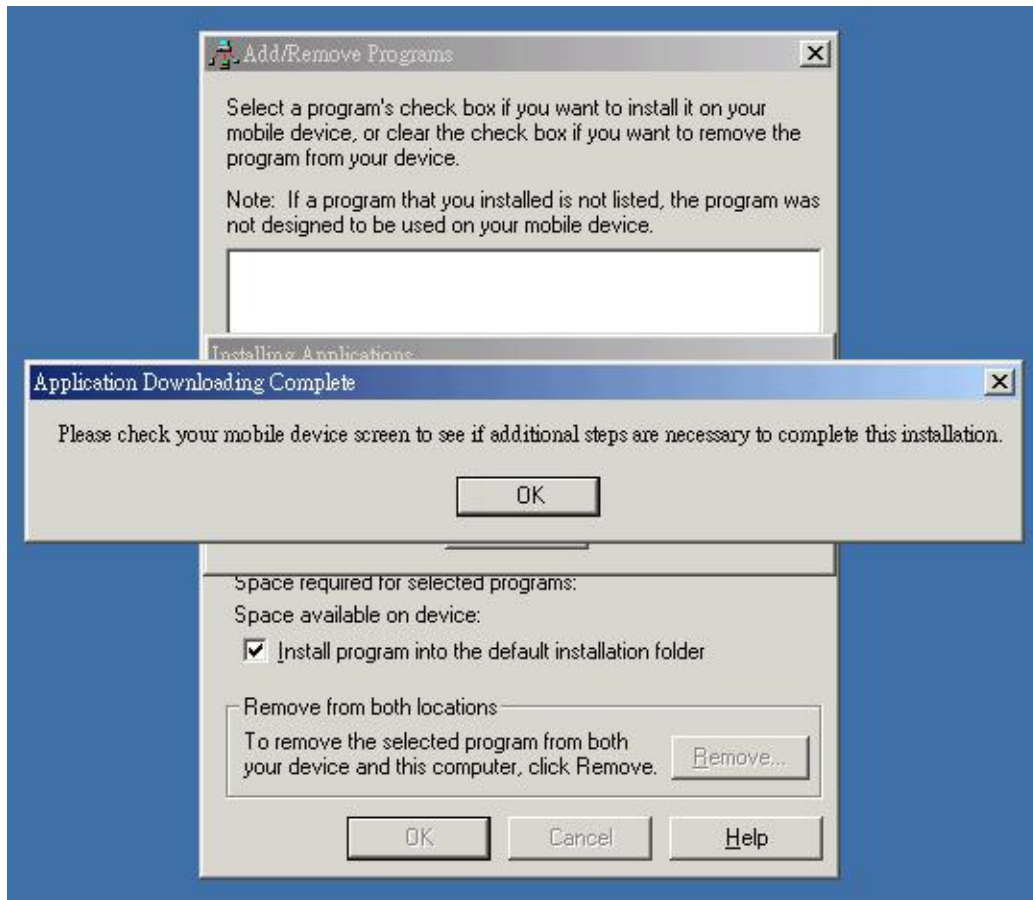 Add/Remove Programs
Select a program's check box if you want to install it on your
mobile device, or clear the check box if you want to remove the
program from your device.
Note: If a program that you installed is not listed, the program was
not designed to be used on your mobile device.
Installing Applications
Application Downloading Complete
Please check your mobile device screen to see if additional steps are necessary to complete this installation.
OK
Space required for selected programs:
Space available on device:
Install program into the default installation folder
Remove from both locations
To remove the selected program from both
your device and this computer, click Remove.
Remove...
OK Cancel Help